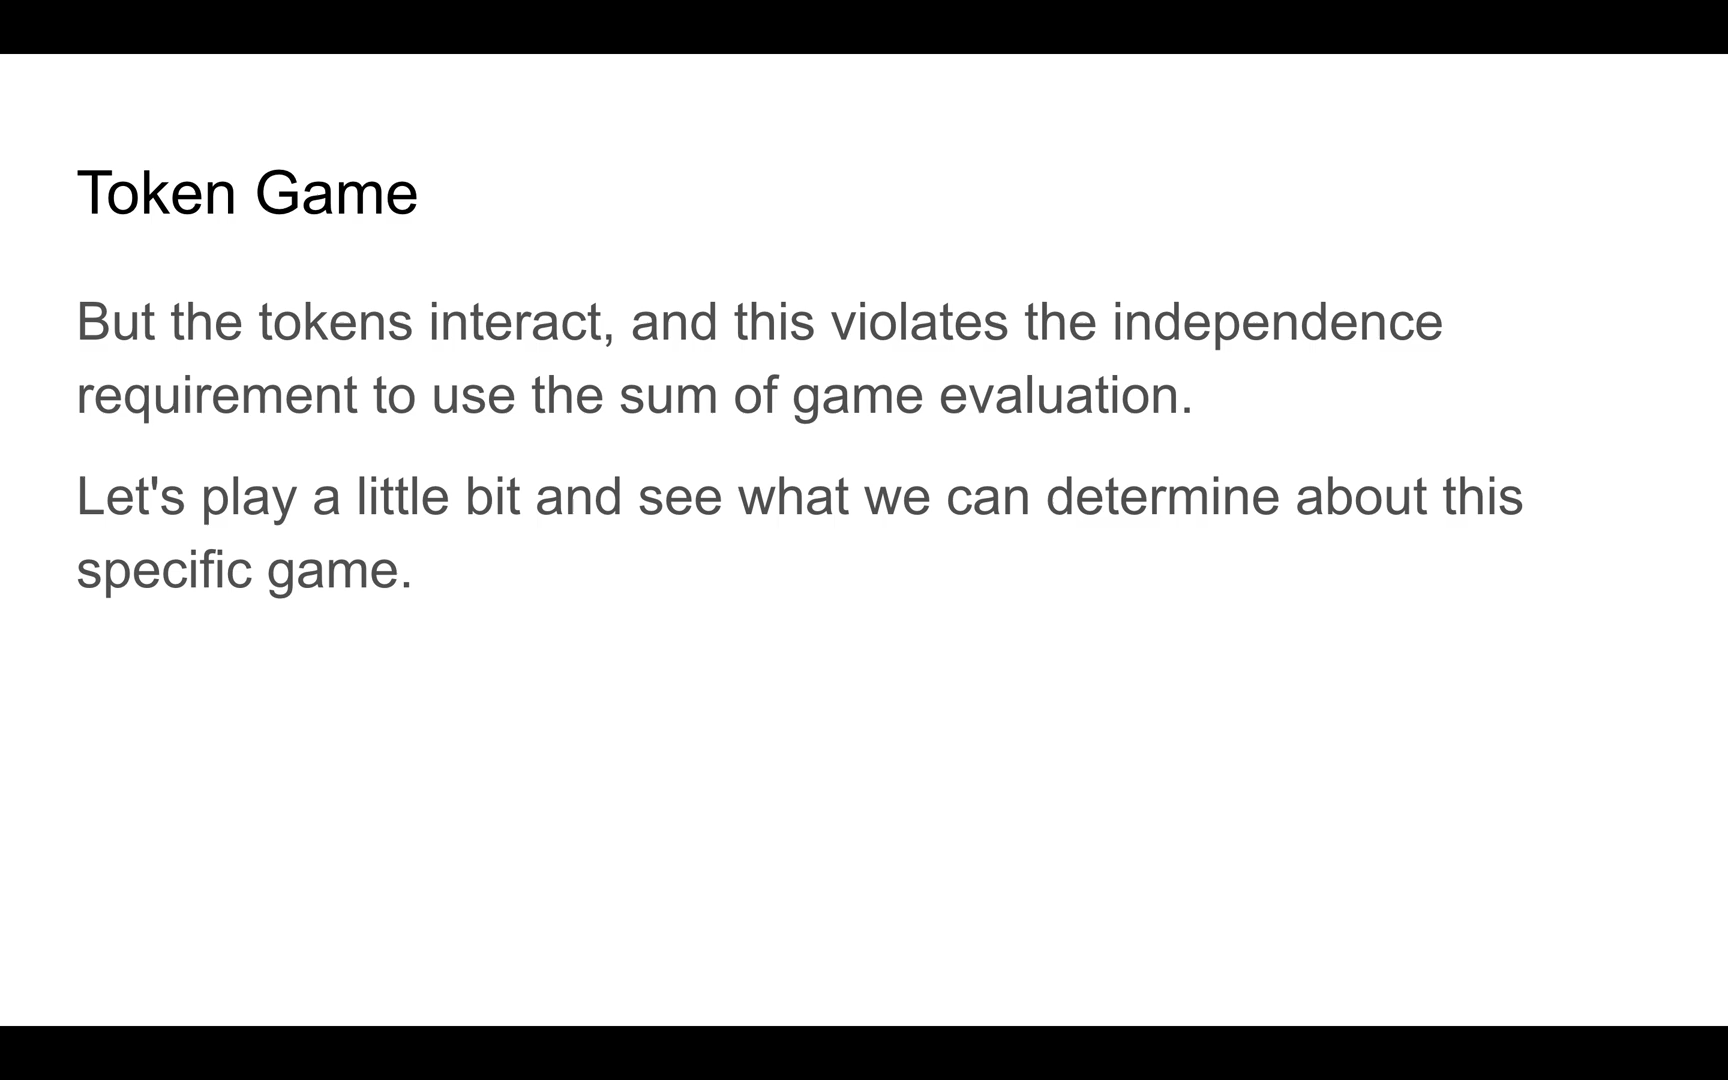 Token Game
But the tokens interact, and this violates the independence
requirement to use the sum of game evaluation.
Let's play a little bit and see what we can determine about this
specific game.